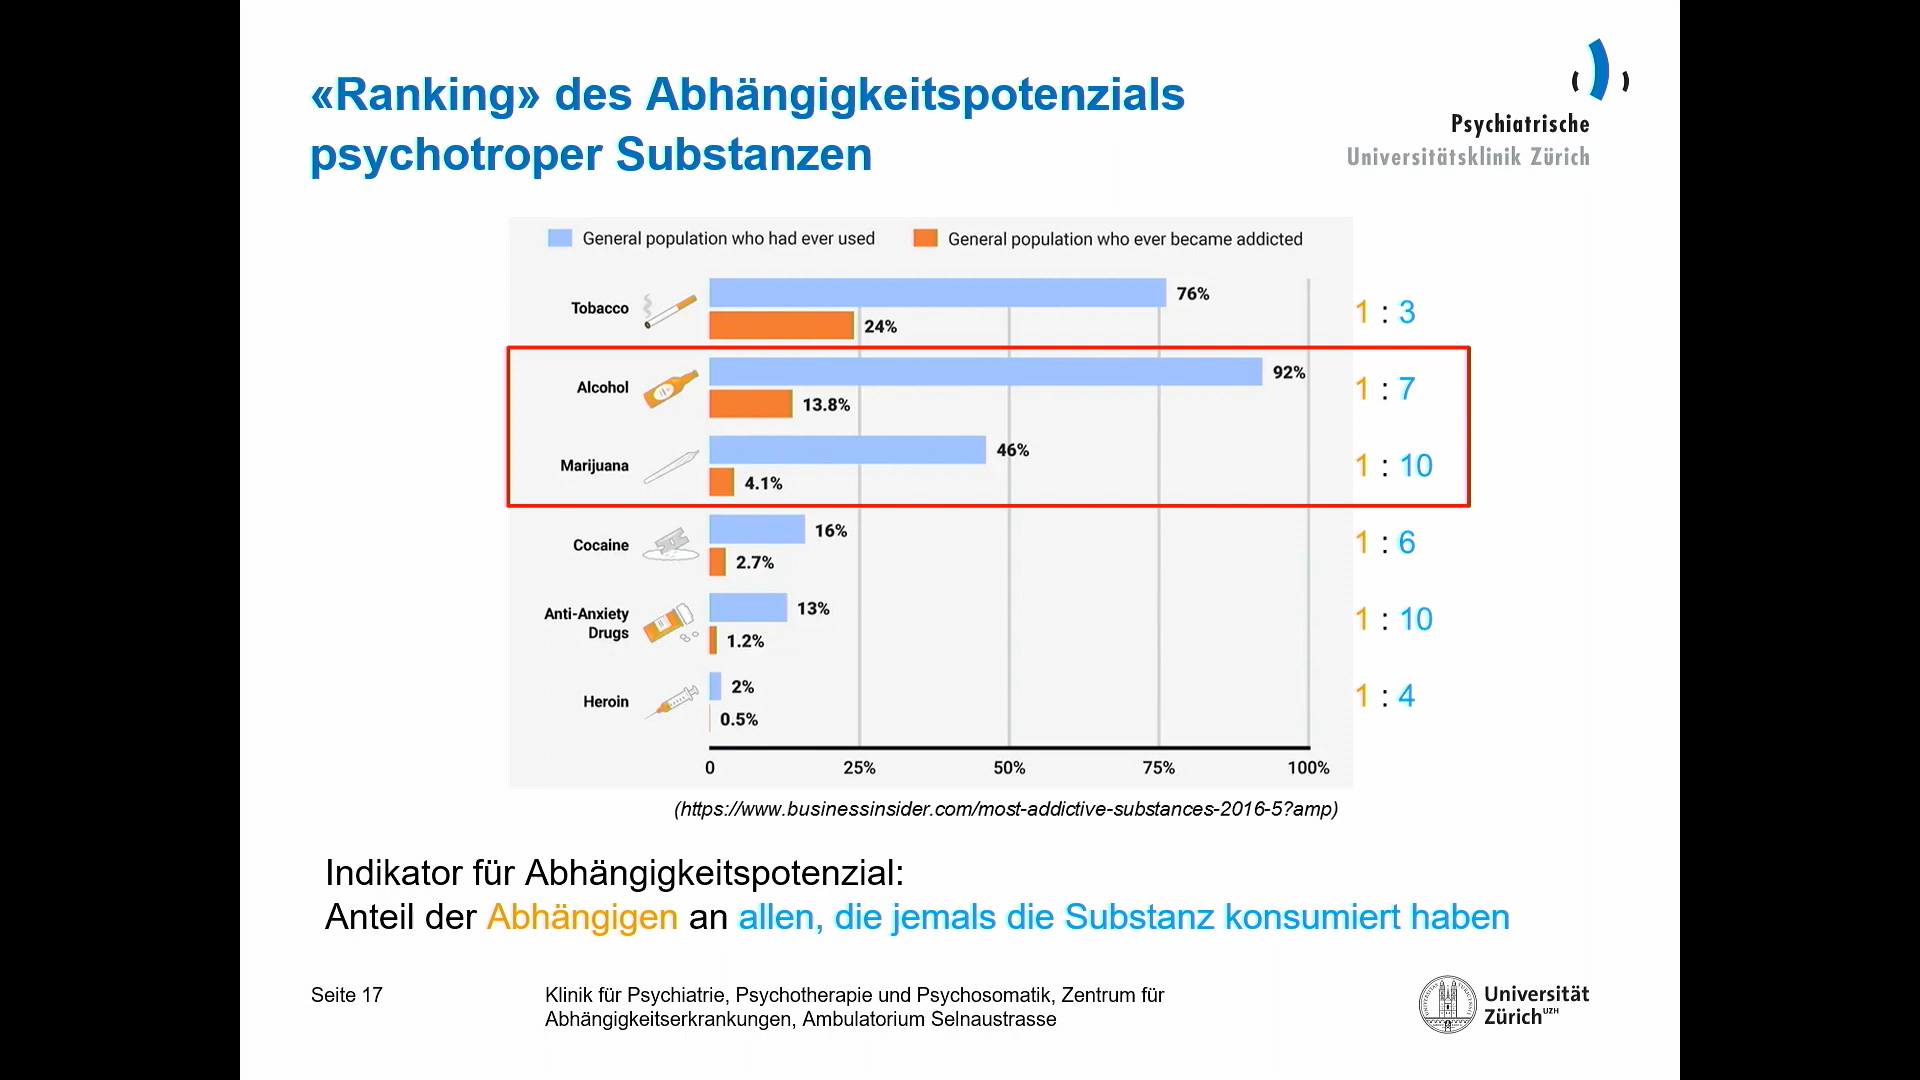 «Ranking» des Abhängigkeitspotenzials
psychotroper Substanzen
Psychiatrische
Universitätsklinik Zürich
General population who had ever used
General population who ever became addicted
Tobacco
76%
24%
1 : 3
Alcohol
92%
13.8%
1 : 7
Marijuana
46%
4.1%
1 : 10
Cocaine
16%
2.7%
1 : 6
Anti-Anxiety
Drugs
13%
1.2%
1 : 10
Heroin
2%
0.5%
1 : 4
0 25% 50% 75% 100%
(https://www.businessinsider.com/most-addictive-substances-2016-5?amp)
Indikator für Abhängigkeitspotenzial:
Anteil der Abhängigen an allen, die jemals die Substanz konsumiert haben
Seite 17
Klinik für Psychiatrie, Psychotherapie und Psychosomatik, Zentrum für
Abhängigkeitserkrankungen, Ambulatorium Selnaustrasse
Universität
Zürich UZH